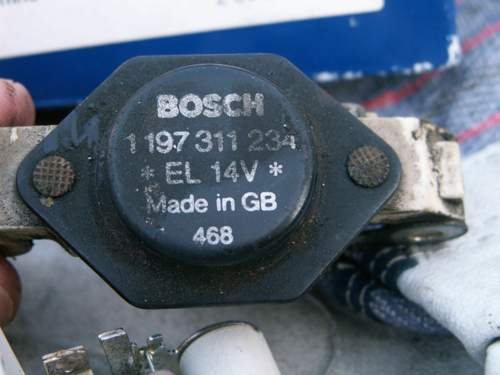 BOSCH
1 197 311 234
* EL 14V *
Made in GB
468